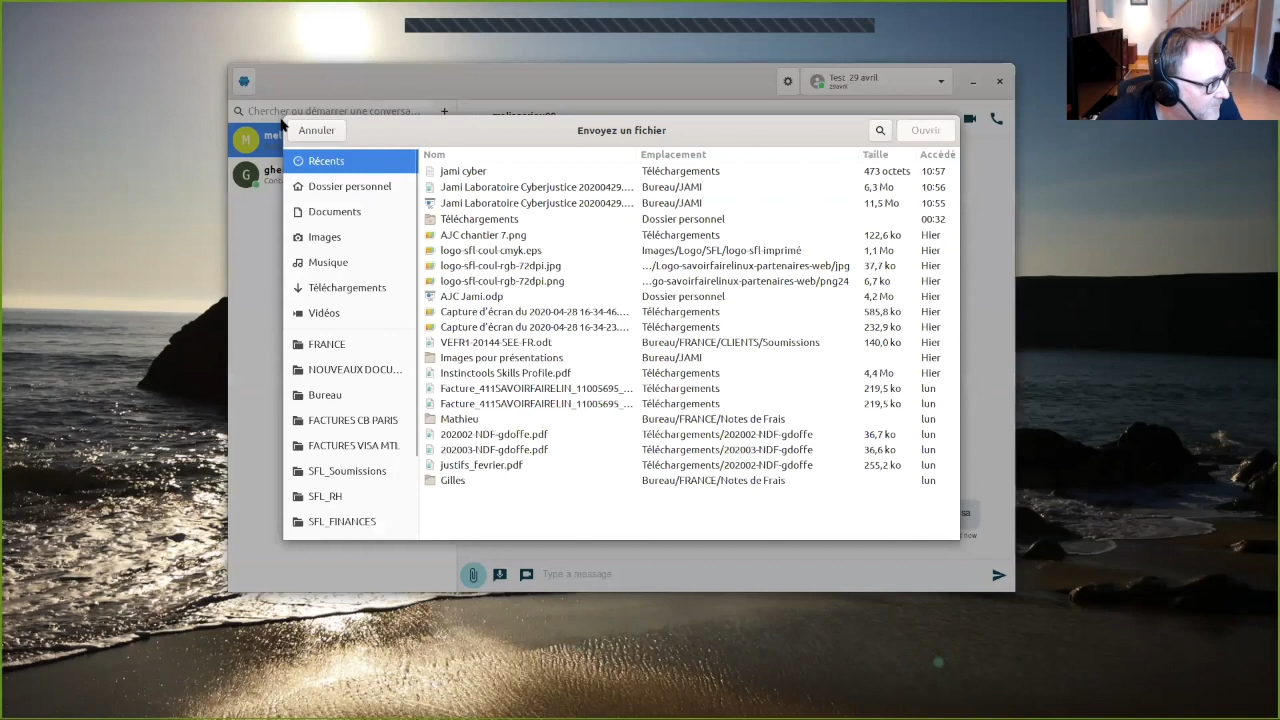 Test 29 avril
29avril
Chercher ou démarrer une conversa... +
Annuler
Envoyez un fichier
Ouvrir
M
mel
G
ghe
Récents
Dossier personnel
Documents
Images
Musique
Téléchargements
Vidéos
FRANCE
NOUVEAUX DOCU...
Bureau
FACTURES CB PARIS
FACTURES VISA MTL
SFL_Soumissions
SFL_RH
SFL_FINANCES
Nom Emplacement Taille Accédé
jami cyber Téléchargements 473 octets 10:57
Jami Laboratoire Cyberjustice 20200429.... Bureau/JAMI 6,3 Mo 10:56
Jami Laboratoire Cyberjustice 20200429.... Bureau/JAMI 11,5 Mo 10:55
Téléchargements Dossier personnel 00:32
AJC chantier 7.png Téléchargements 122,6 ko Hier
logo-sfl-coul-cmyk.eps Images/Logo/SFL/logo-sfl-imprimé 1,1 Mo Hier
logo-sfl-coul-rgb-72dpi.jpg .../Logo-savoirfairelinux-partenaires-web/jpg 37,7 ko Hier
logo-sfl-coul-rgb-72dpi.png ...go-savoirfairelinux-partenaires-web/png24 6,7 ko Hier
AJC Jami.odp Dossier personnel 4,2 Mo Hier
Capture d'écran du 2020-04-28 16-34-46.... Téléchargements 585,8 ko Hier
Capture d'écran du 2020-04-28 16-34-23.... Téléchargements 232,9 ko Hier
VEFR1-20144-SEE-FR.odt Bureau/FRANCE/CLIENTS/Soumissions 140,0 ko Hier
Images pour présentations Bureau/JAMI Hier
Instinctools Skills Profile.pdf Téléchargements 4,4 Mo Hier
Facture_411SAVOIRFAIRELIN_11005695_... Téléchargements 219,5 ko lun
Facture_411SAVOIRFAIRELIN_11005695_... Téléchargements 219,5 ko lun
Mathieu Bureau/FRANCE/Notes de Frais lun
202002-NDF-gdoffe.pdf Téléchargements/202002-NDF-gdoffe 36,7 ko lun
202003-NDF-gdoffe.pdf Téléchargements/202003-NDF-gdoffe 36,6 ko lun
justifs_fevrier.pdf Téléchargements/202002-NDF-gdoffe 255,2 ko lun
Gilles Bureau/FRANCE/Notes de Frais lun
sa
now
Type a message